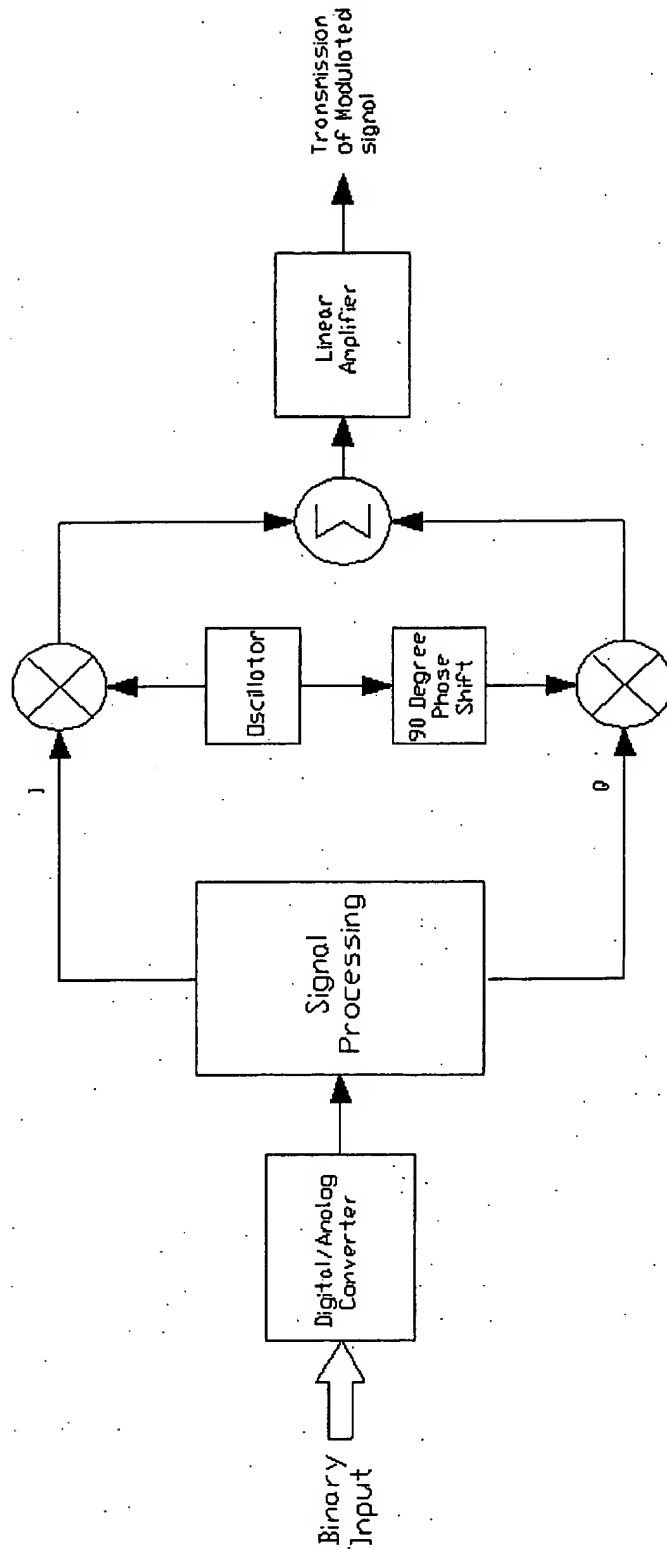 Binary
Input
Digital/Analog
Converter
Signal
Processing
I
Q
Oscillator
90 Degree
Phase
Shift
Linear
Amplifier
Transmission
of Modulated
signal